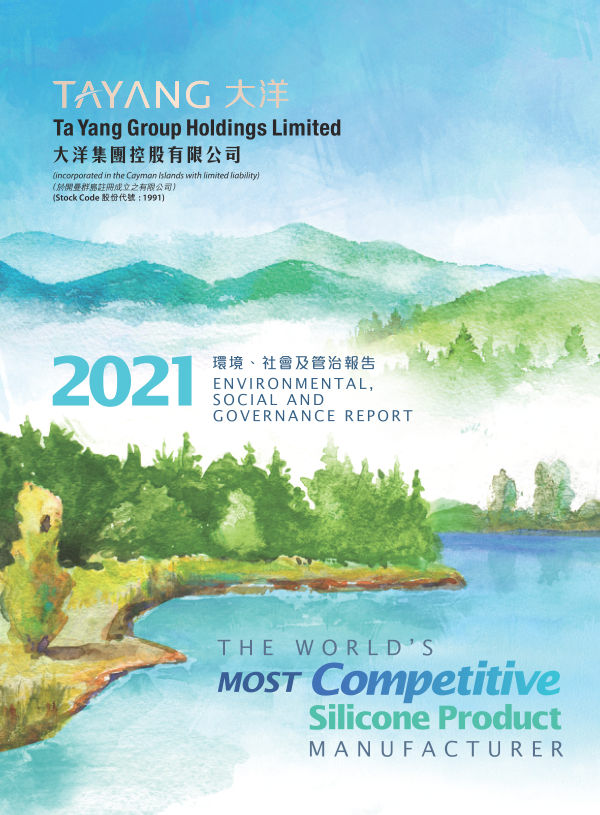 TAYANG 大洋
Ta Yang Group Holdings Limited
大洋集團控股有限公司
(incorporated in the Cayman Islands with limited liability)
（於開曼群島註冊成立之有限公司）
(Stock Code 股份代號 : 1991)
2021
環境、社會及管治報告
ENVIRONMENTAL,
SOCIAL AND
GOVERNANCE REPORT
THE WORLD'S
MOST Competitive
Silicone Product
MANUFACTURER